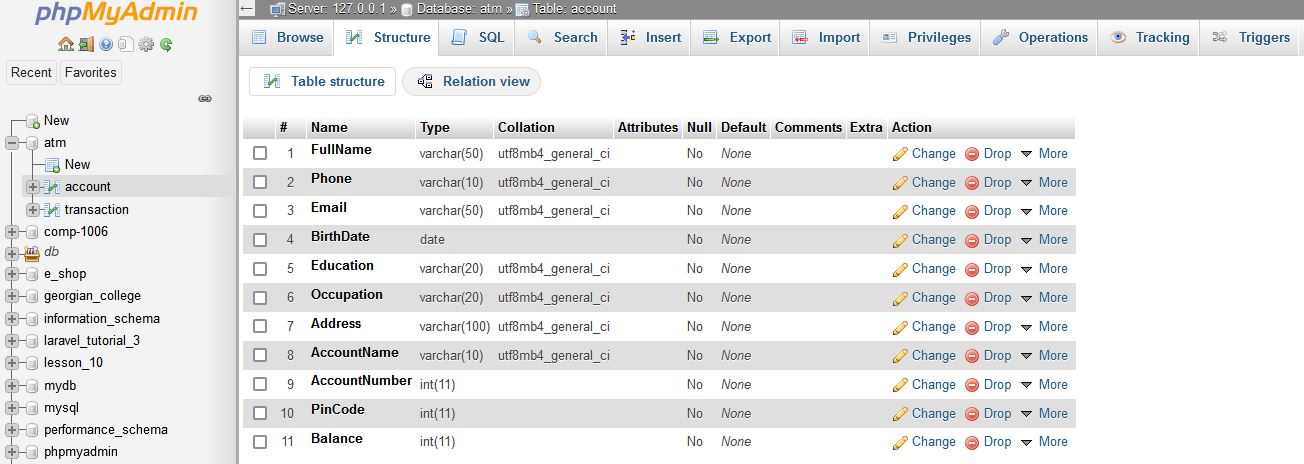 phpMyAdmin
Recent Favorites
New
atm
New
account
transaction
comp-1006
db
e_shop
georgian_college
information_schema
laravel_tutorial_3
lesson_10
mydb
mysql
performance_schema
phpmyadmin
Server: 127.0.0.1 » Database: atm » Table: account
Browse Structure SQL Search Insert Export Import Privileges Operations Tracking Triggers
Table structure Relation view
# Name Type Collation Attributes Null Default Comments Extra Action
1 FullName varchar(50) utf8mb4_general_ci No None Change Drop More
2 Phone varchar(10) utf8mb4_general_ci No None Change Drop More
3 Email varchar(50) utf8mb4_general_ci No None Change Drop More
4 BirthDate date No None Change Drop More
5 Education varchar(20) utf8mb4_general_ci No None Change Drop More
6 Occupation varchar(20) utf8mb4_general_ci No None Change Drop More
7 Address varchar(100) utf8mb4_general_ci No None Change Drop More
8 AccountName varchar(10) utf8mb4_general_ci No None Change Drop More
9 AccountNumber int(11) No None Change Drop More
10 PinCode int(11) No None Change Drop More
11 Balance int(11) No None Change Drop More